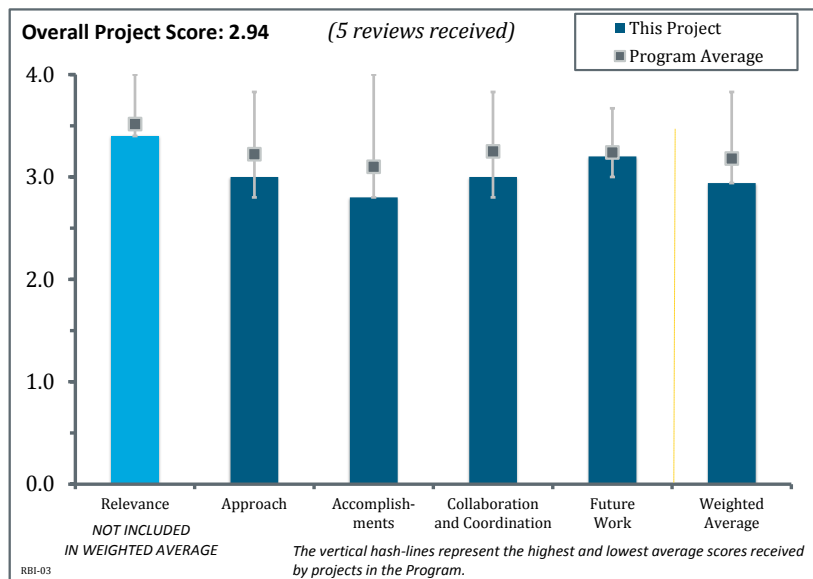 Overall Project Score: 2.94 (5 reviews received)
This Project
Program Average
4.0
3.0
2.0
1.0
0.0
Relevance
Approach
Accomplish-
ments
Collaboration
and Coordination
Future
Work
Weighted
Average
NOT INCLUDED
IN WEIGHTED AVERAGE
The vertical hash-lines represent the highest and lowest average scores received
by projects in the Program.
RBI-03